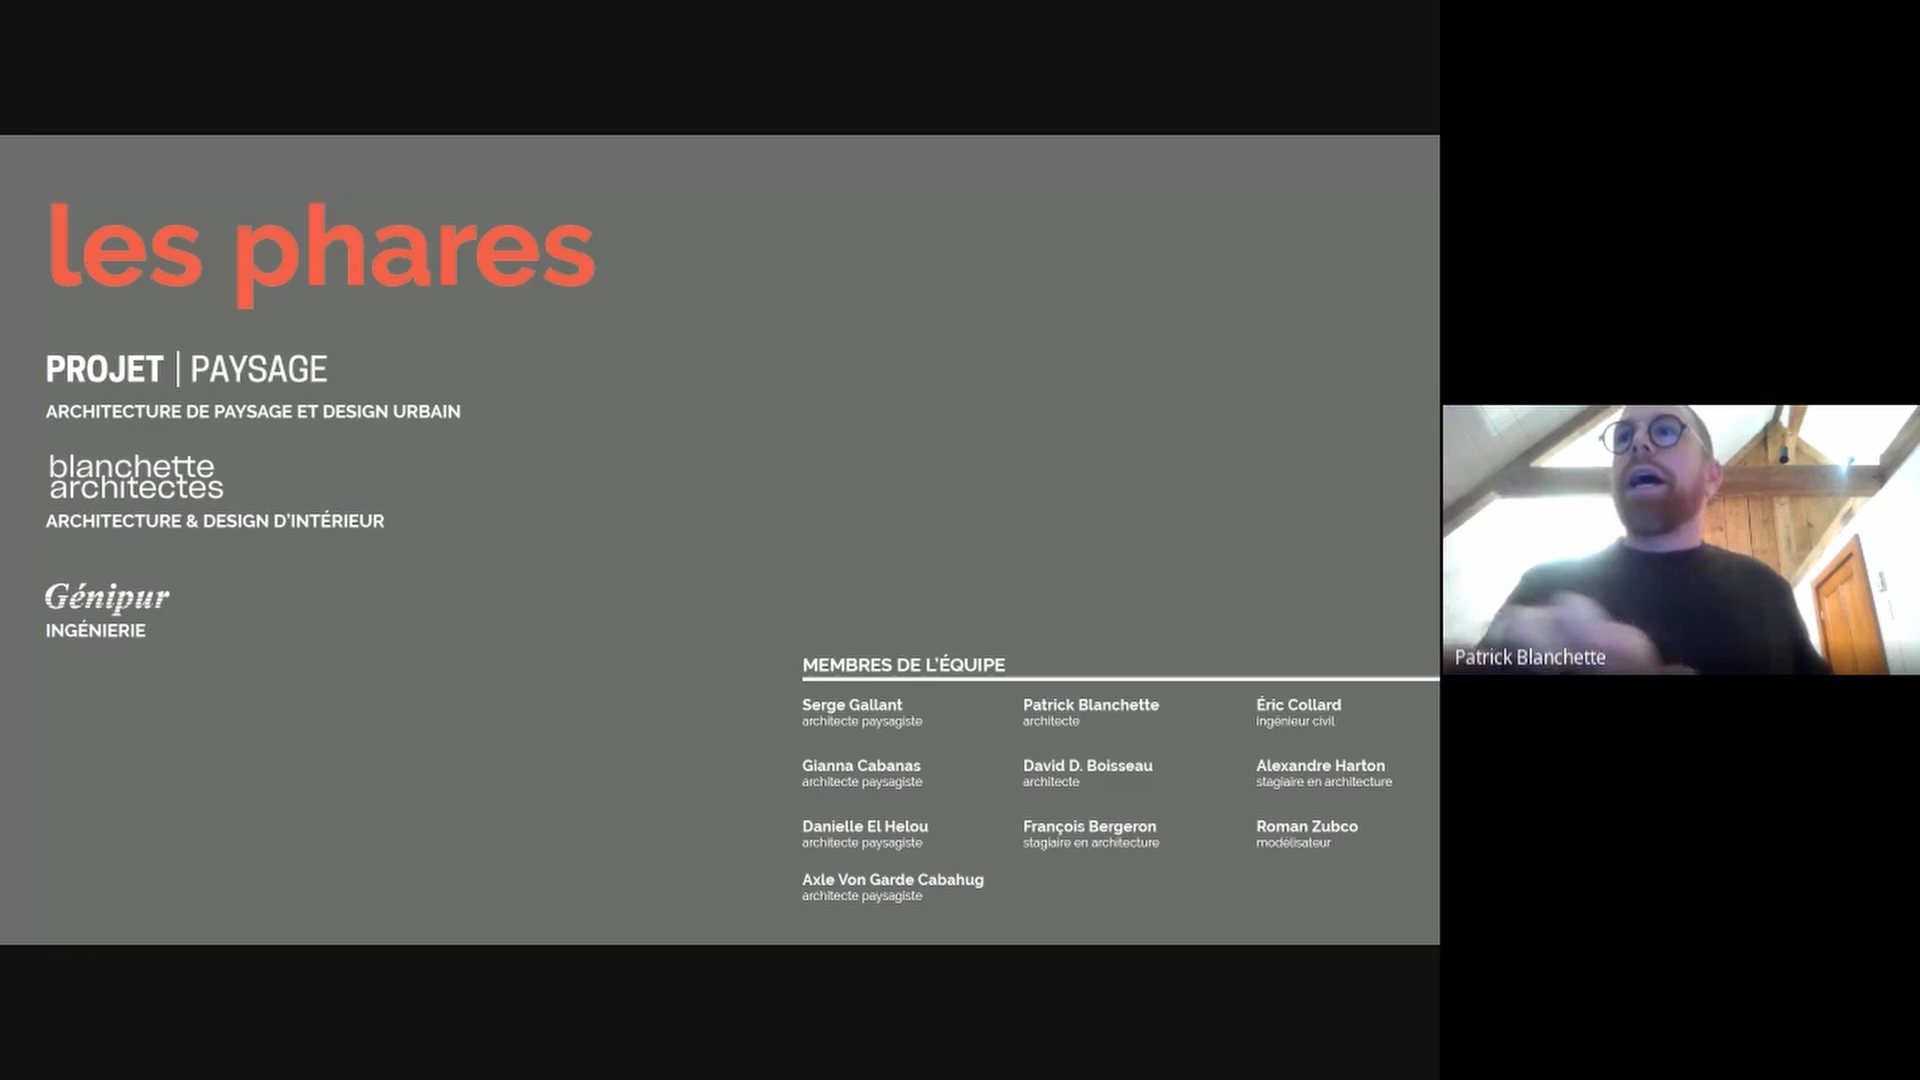 les phares
PROJET | PAYSAGE
ARCHITECTURE DE PAYSAGE ET DESIGN URBAIN
blanchette
architectes
ARCHITECTURE & DESIGN D'INTÉRIEUR
Génipur
INGÉNIERIE
MEMBRES DE L'ÉQUIPE
Serge Gallant
architecte paysagiste
Patrick Blanchette
architecte
Éric Collard
ingénieur civil
Gianna Cabanas
architecte paysagiste
David D. Boisseau
architecte
Alexandre Harton
stagiaire en architecture
Danielle El Helou
architecte paysagiste
François Bergeron
stagiaire en architecture
Roman Zubco
modélisateur
Axle Von Garde Cabahug
architecte paysagiste
Patrick Blanchette